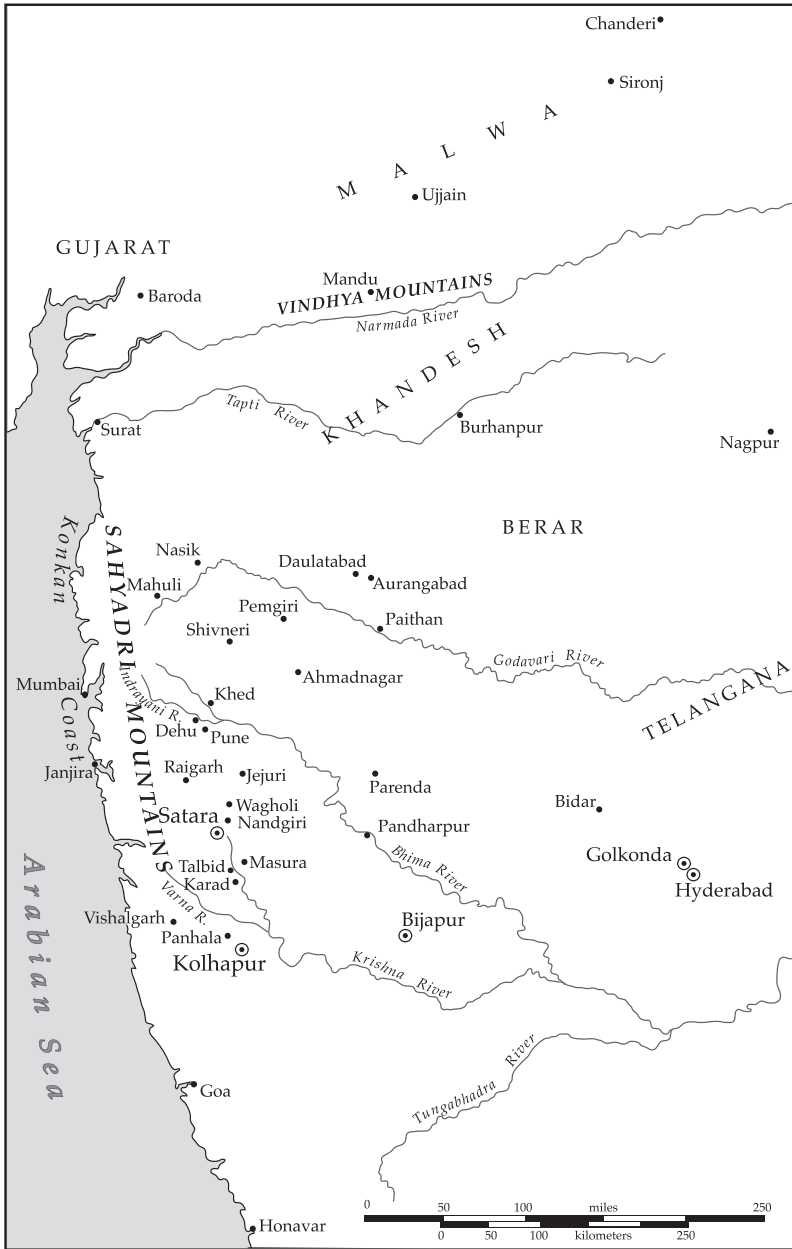 Chanderi
Sironj
MALWA
Ujjain
GUJARAT
Mandu
Baroda
VINDHYA MOUNTAINS
Narmada River
KHANDESH
Tapti River
Surat
Burhanpur
Nagpur
BERAR
Konkan Coast
SAHYADRI MOUNTAINS
Nasik
Daulatabad
Aurangabad
Mahuli
Pemgiri
Paithan
Shivneri
Godavari River
Ahmadnagar
TELANGANA
Mumbai
Indrayani R.
Khed
Dehu
Pune
Janjira
Raigarh
Jejuri
Parenda
Wagholi
Bidar
Satara
Nandgiri
Pandharpur
Golkonda
Bhima River
Talbid
Masura
Karad
Hyderabad
Varna R.
Vishalgarh
Panhala
Bijapur
Kolhapur
Krishna River
Arabian Sea
Goa
Tungabhadra River
Honavar
0 50 100 miles 250
0 50 100 kilometers 250